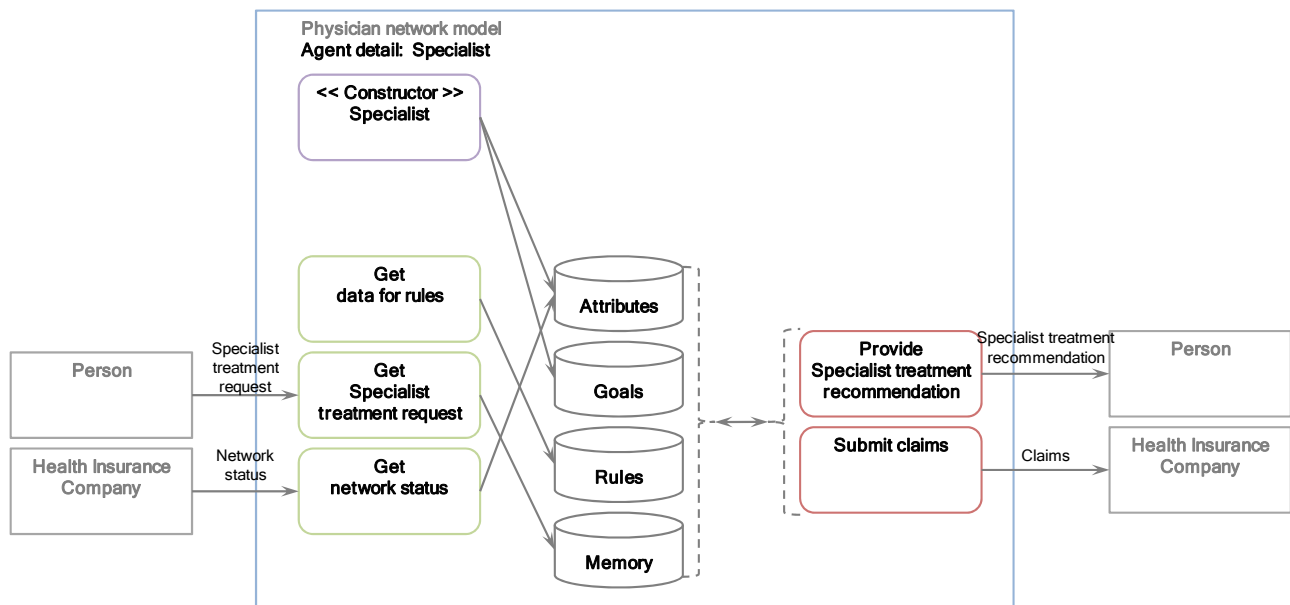 Physician network model
Agent detail:  Specialist
<< Constructor >>
Specialist
Get
data for rules
Attributes
Person
Specialist
treatment
request
Get
Specialist
treatment request
Goals
Provide
Specialist treatment
recommendation
Specialist treatment
recommendation
Person
Health Insurance
Company
Network
status
Get
network status
Rules
Submit claims
Claims
Health Insurance
Company
Memory